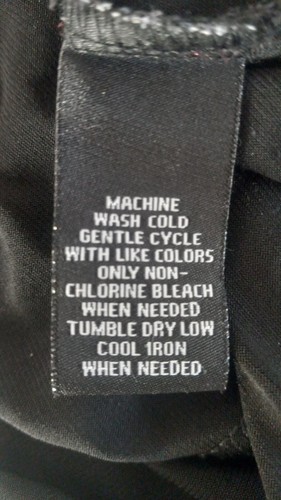 MACHINE
WASH COLD
GENTLE CYCLE
WITH LIKE COLORS
ONLY NON-
CHLORINE BLEACH
WHEN NEEDED
TUMBLE DRY LOW
COOL IRON
WHEN NEEDED